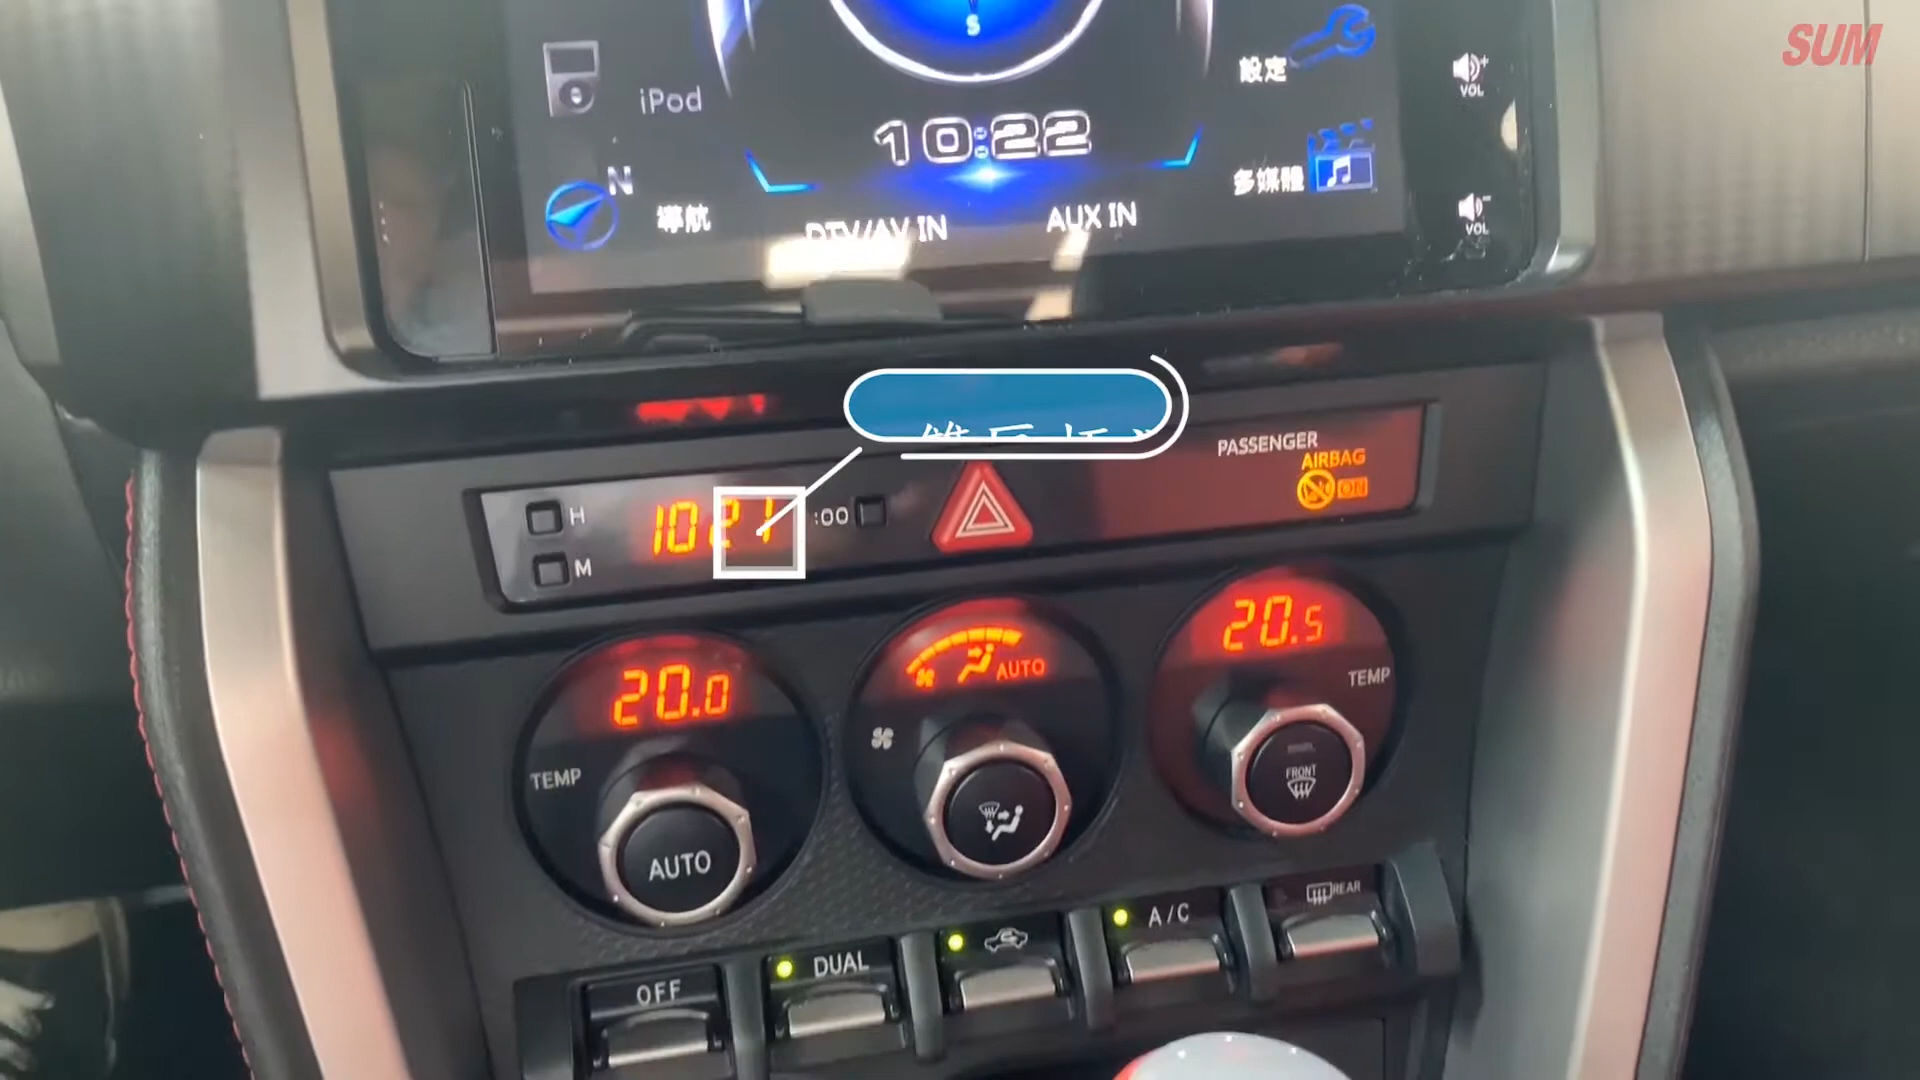 SUM
S
iPod
設定
VOL
10:22
N
導航
DTV/AV IN
AUX IN
多媒體
VOL
PASSENGER
AIRBAG
ON
H
M
1021
:00
20.0
AUTO
20.5
TEMP
TEMP
AUTO
FRONT
OFF
DUAL
A/C
REAR